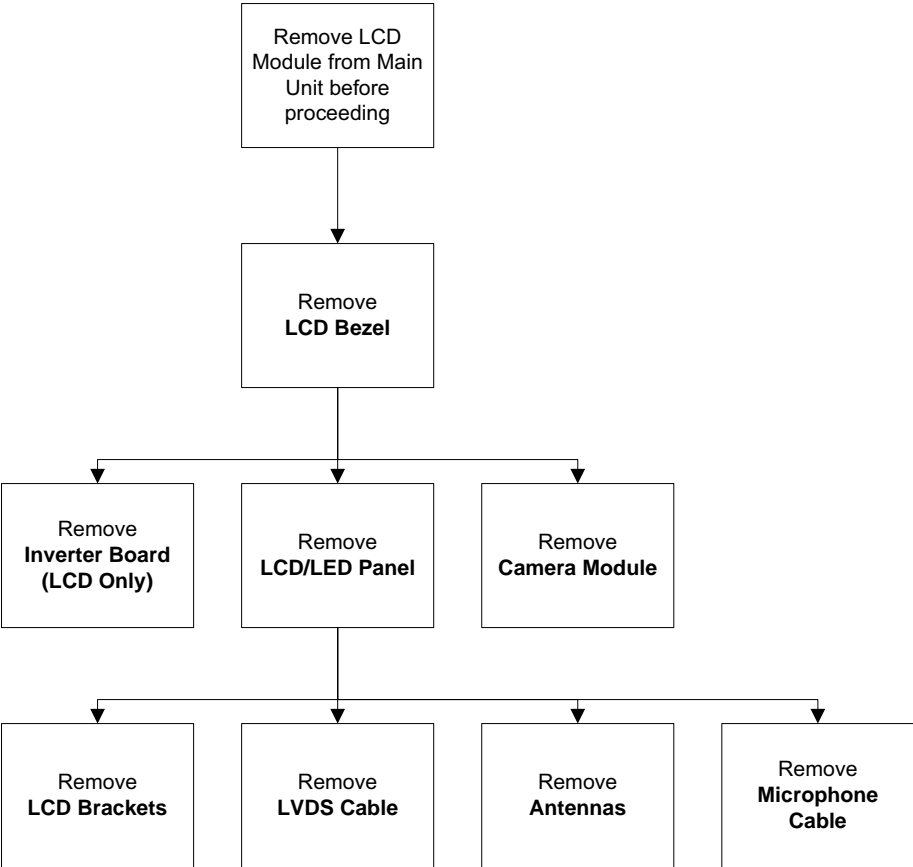 Remove LCD
Module from Main
Unit before
proceeding
Remove
LCD Bezel
Remove
Inverter Board
(LCD Only)
Remove
LCD/LED Panel
Remove
Camera Module
Remove
LCD Brackets
Remove
LVDS Cable
Remove
Antennas
Remove
Microphone
Cable